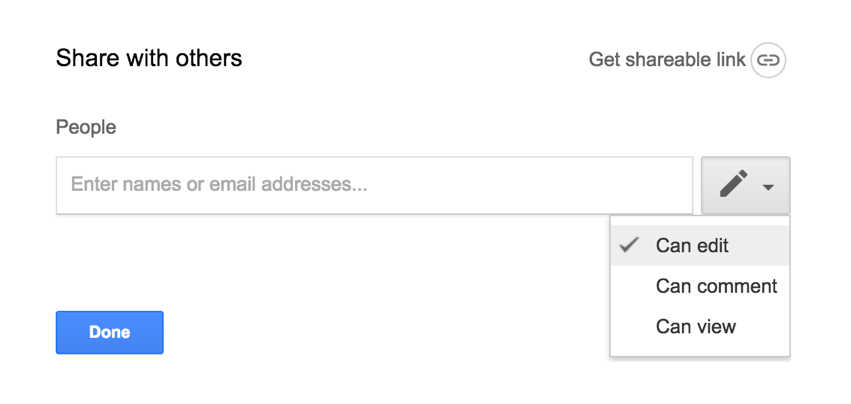 Share with others
Get shareable link
People
Enter names or email addresses...
Can edit
Can comment
Can view
Done